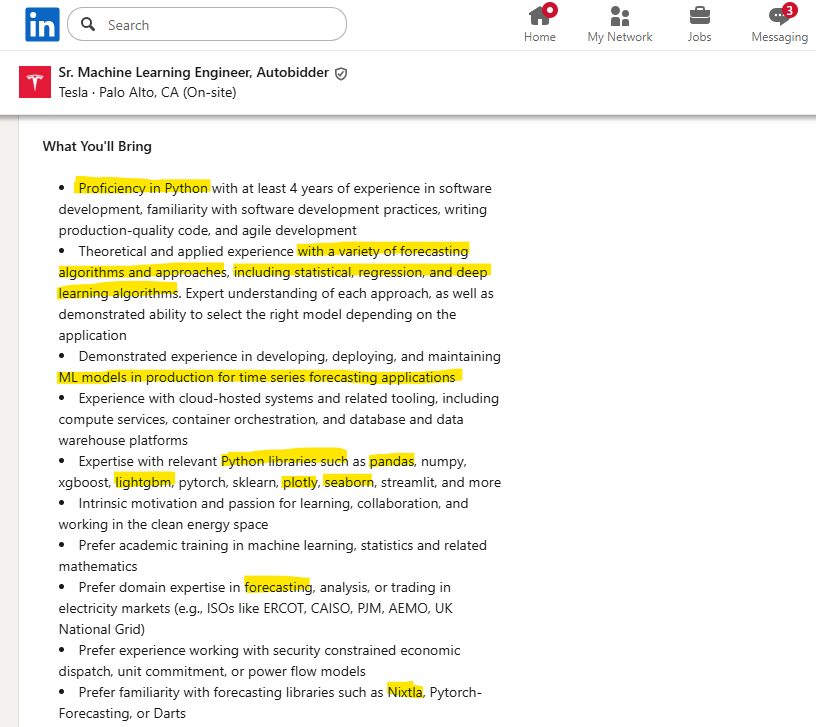 in
Search
3
Home
My Network
Jobs
Messaging
Sr. Machine Learning Engineer, Autobidder
Tesla · Palo Alto, CA (On-site)
What You'll Bring
• Proficiency in Python with at least 4 years of experience in software
development, familiarity with software development practices, writing
production-quality code, and agile development
• Theoretical and applied experience with a variety of forecasting
algorithms and approaches, including statistical, regression, and deep
learning algorithms. Expert understanding of each approach, as well as
demonstrated ability to select the right model depending on the
application
• Demonstrated experience in developing, deploying, and maintaining
ML models in production for time series forecasting applications
• Experience with cloud-hosted systems and related tooling, including
compute services, container orchestration, and database and data
warehouse platforms
• Expertise with relevant Python libraries such as pandas, numpy,
xgboost, lightgbm, pytorch, sklearn, plotly, seaborn, streamlit, and more
• Intrinsic motivation and passion for learning, collaboration, and
working in the clean energy space
• Prefer academic training in machine learning, statistics and related
mathematics
• Prefer domain expertise in forecasting, analysis, or trading in
electricity markets (e.g., ISOs like ERCOT, CAISO, PJM, AEMO, UK
National Grid)
• Prefer experience working with security constrained economic
dispatch, unit commitment, or power flow models
• Prefer familiarity with forecasting libraries such as Nixtla, Pytorch-
Forecasting, or Darts